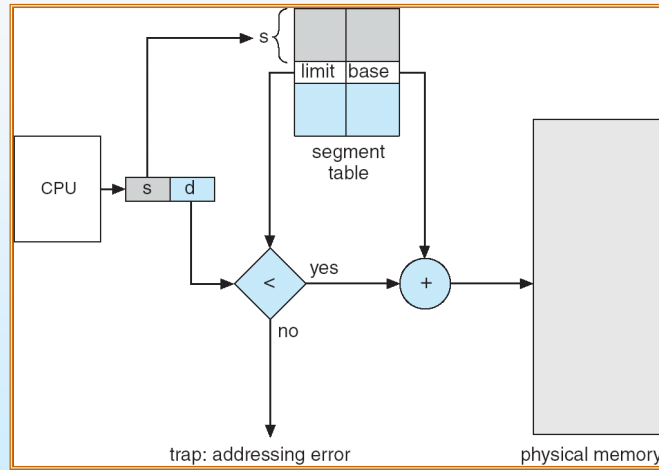 s
limit base
segment
table
CPU
s d
<
yes
+
no
trap: addressing error
physical memory